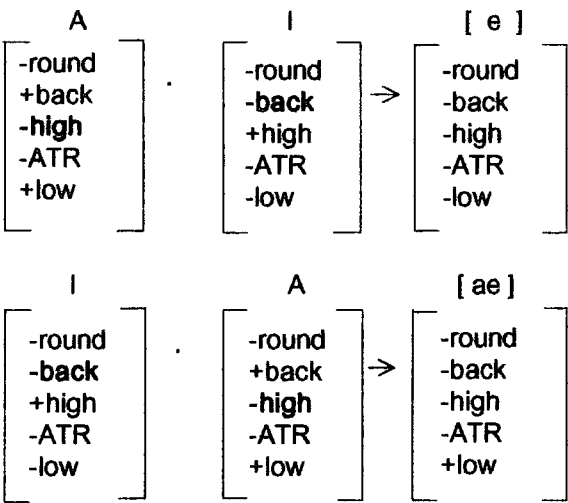 A . I → [ e ]
-round -round -round
+back -back -back
-high +high -high
-ATR -ATR -ATR
+low -low -low
I . A → [ ae ]
-round -round -round
-back +back -back
+high -high -high
-ATR -ATR -ATR
-low +low +low